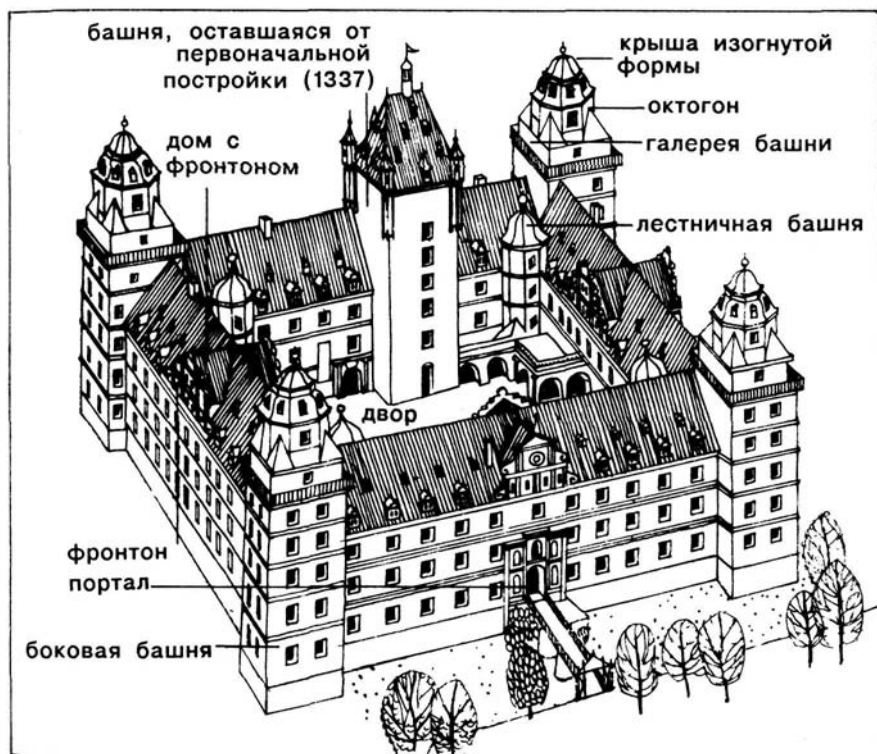 башня, оставшаяся от
первоначальной
постройки (1337)
крыша изогнутой
формы
октогон
галерея башни
дом с
фронтоном
лестничная башня
двор
фронтон
портал
боковая башня